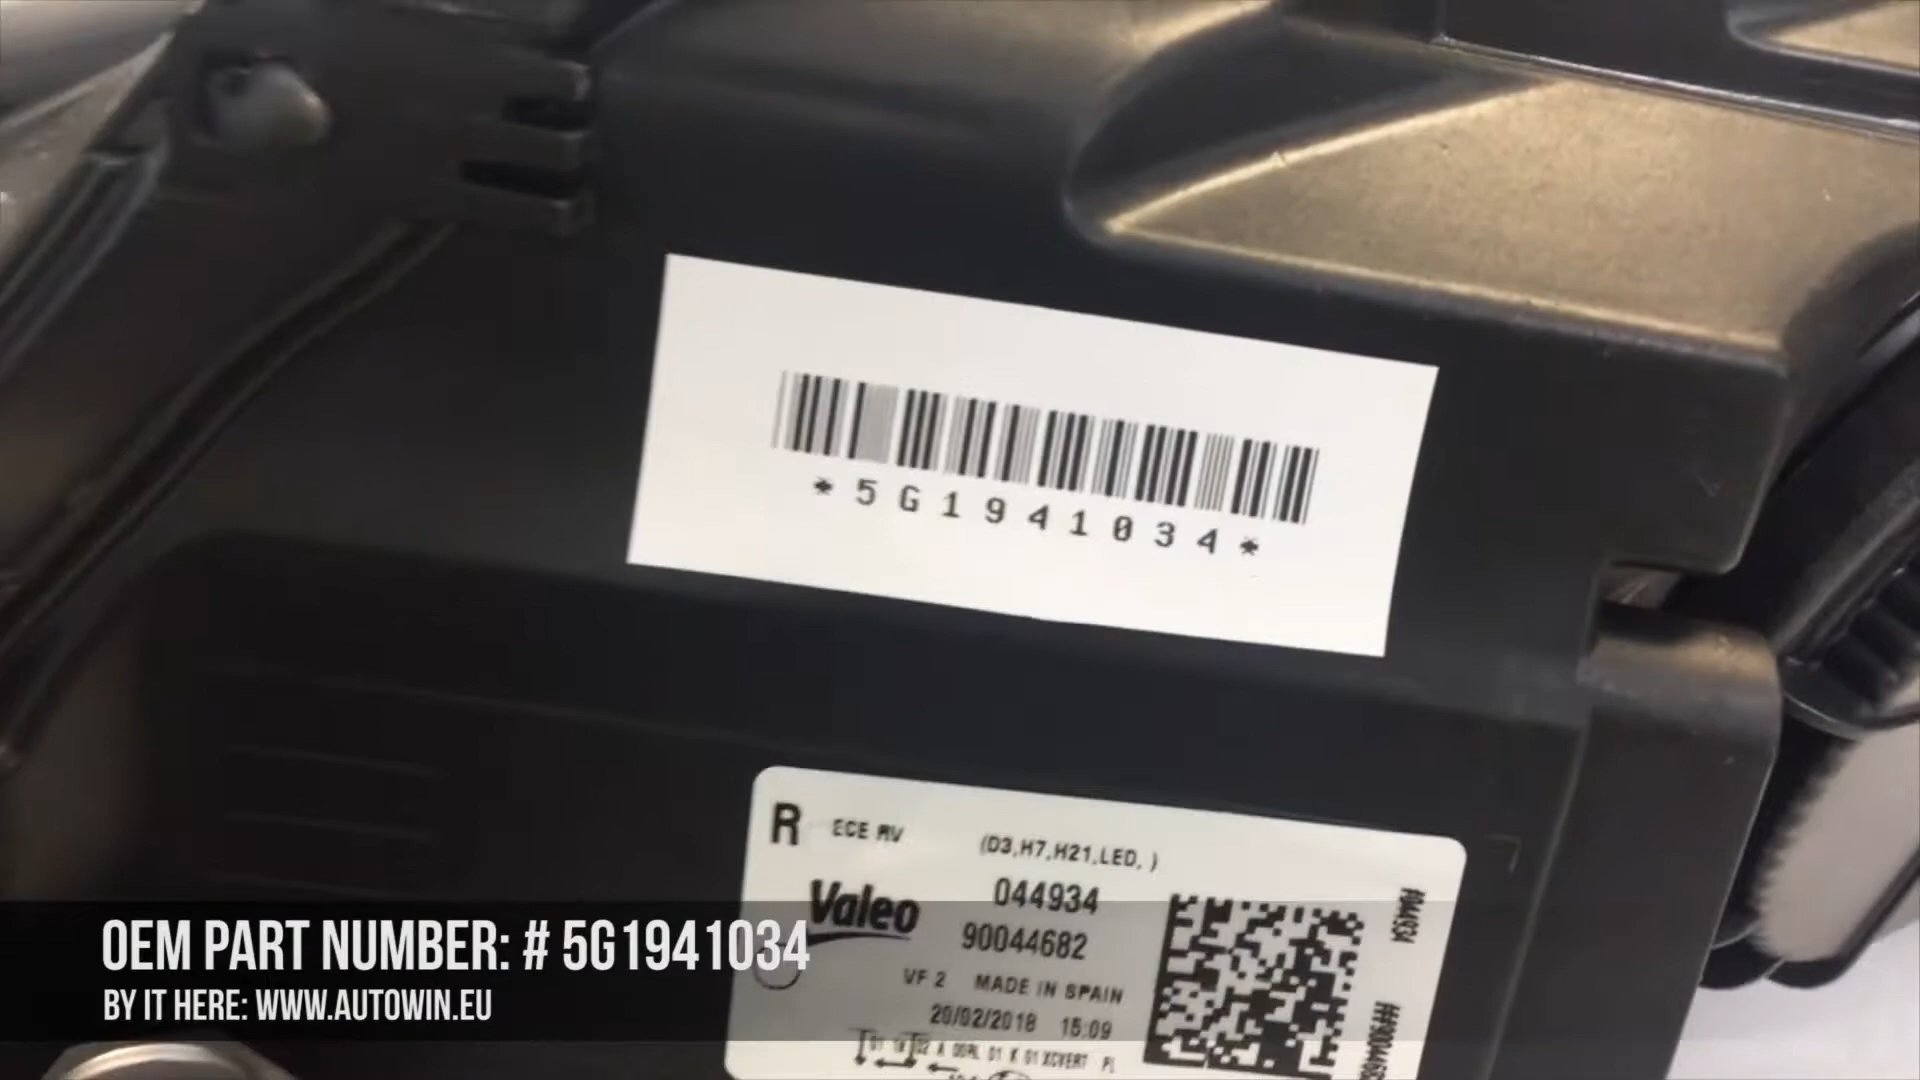 *5G1941034*
R ECE RV (D3,H7,H21,LED, )
Valeo 044934
90044682
VF 2 MADE IN SPAIN
20/02/2018 15:09
#044934
OEM PART NUMBER: # 5G1941034
BY IT HERE: WWW.AUTOWIN.EU